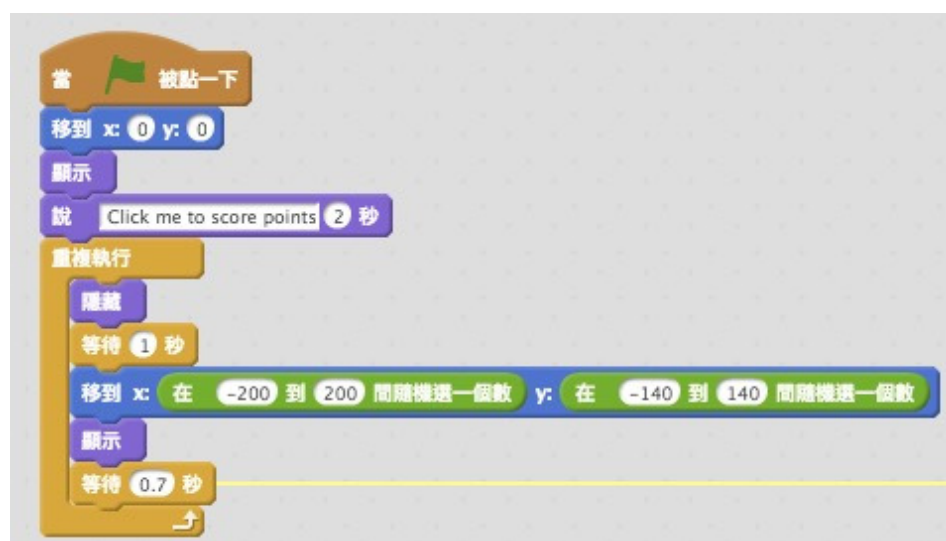 當 被點一下
移到 x: 0 y: 0
顯示
說 Click me to score points 2 秒
重複執行
隱藏
等待 1 秒
移到 x: 在 -200 到 200 間隨機選一個數 y: 在 -140 到 140 間隨機選一個數
顯示
等待 0.7 秒